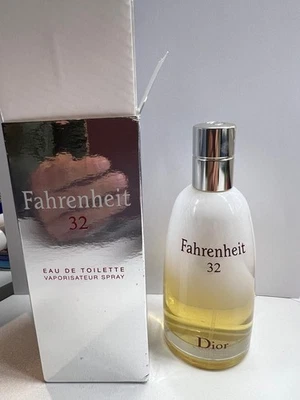 Fahrenheit
32
EAU DE TOILETTE
VAPORISATEUR SPRAY
Fahrenheit
32
Dior